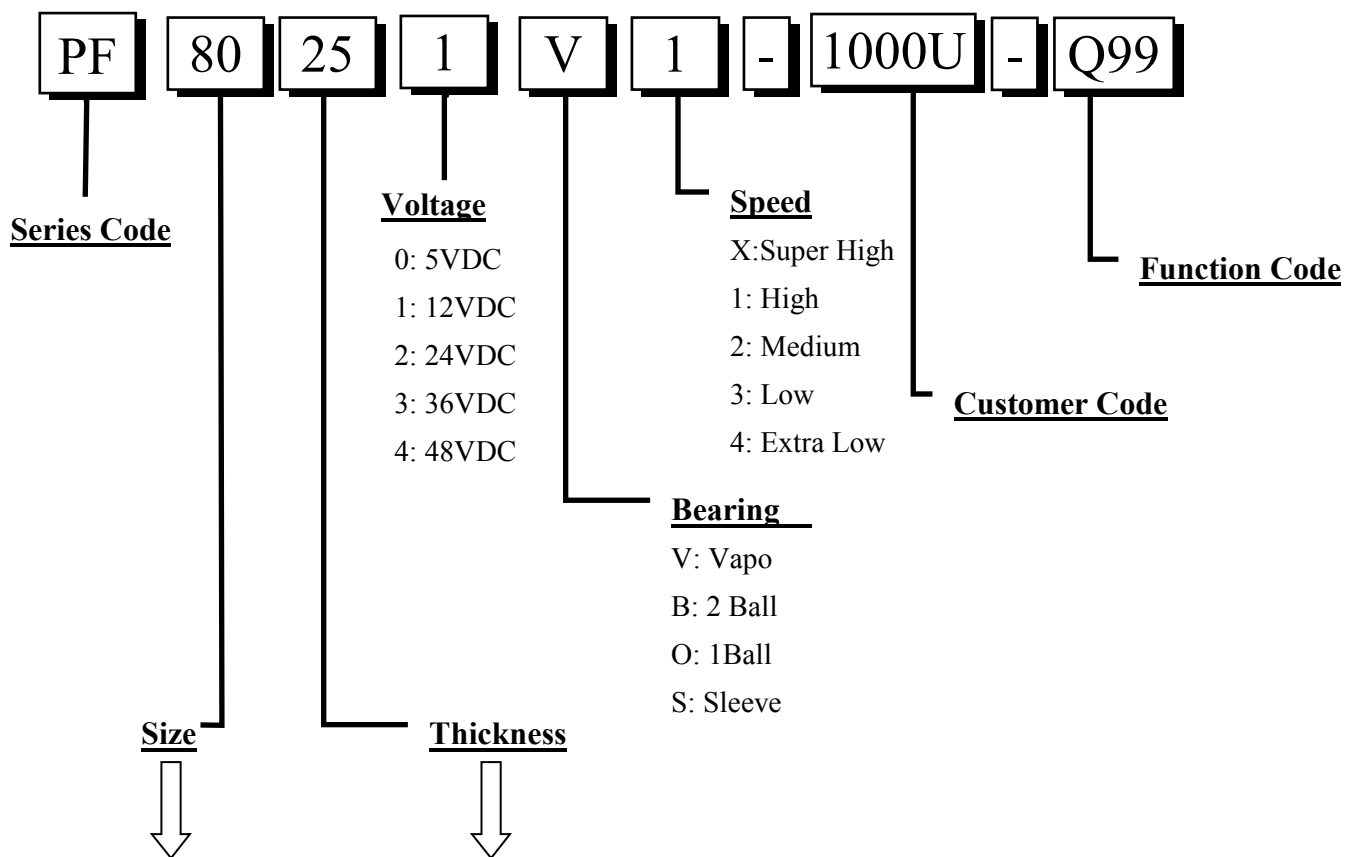 PF 80 25 1 V 1 - 1000U - Q99
Series Code
Voltage
0: 5VDC
1: 12VDC
2: 24VDC
3: 36VDC
4: 48VDC
Speed
X:Super High
1: High
2: Medium
3: Low
4: Extra Low
Function Code
Customer Code
Bearing
V: Vapo
B: 2 Ball
O: 1Ball
S: Sleeve
Size
Thickness